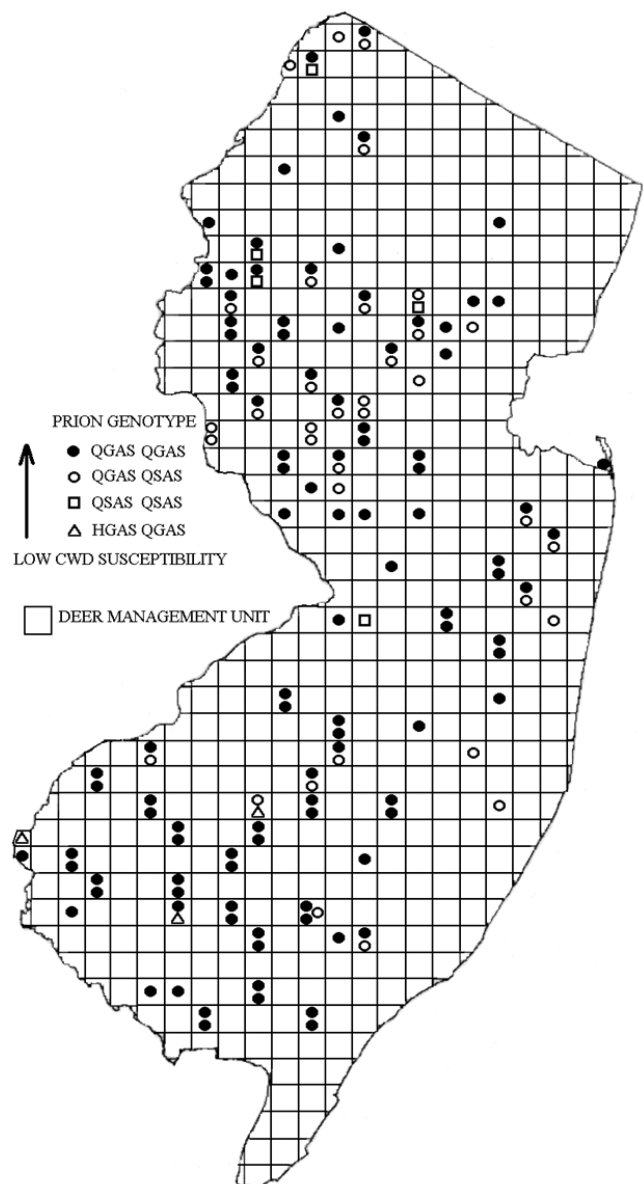 PRION GENOTYPE
QGAS QGAS
QGAS QSAS
QSAS QSAS
HGAS QGAS
LOW CWD SUSCEPTIBILITY
DEER MANAGEMENT UNIT